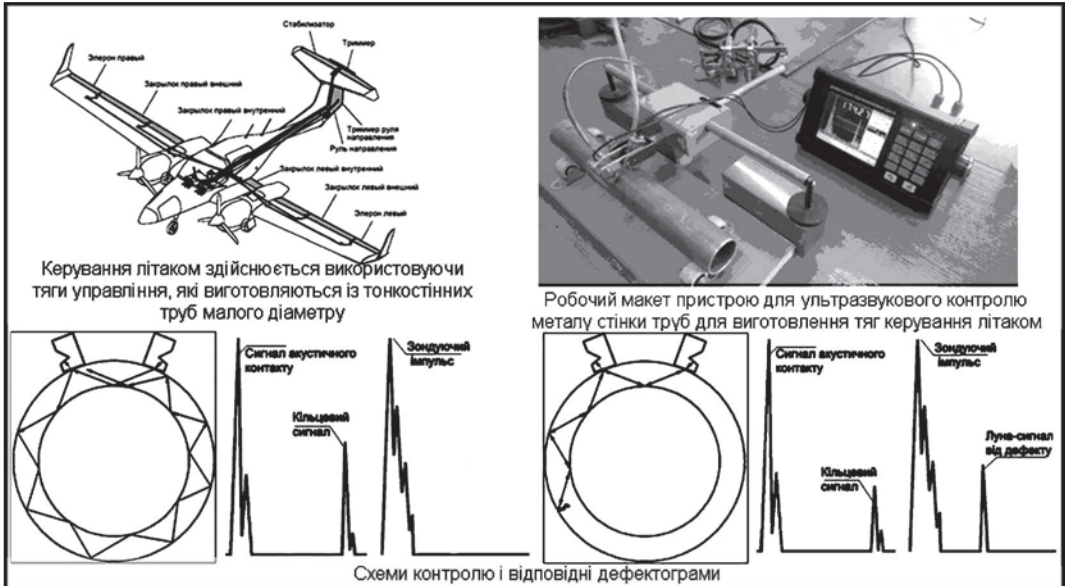 Стабилизатор
Триммер
Элерон правый
Закрылок правый внешний
Закрылок правый внутренний
Триммер руля
направления
Руль направления
Закрылок левый внутренний
Закрылок левый внешний
Элерон левый
Керування літаком здійснюється використовуючи
тяги управління, які виготовляються із тонкостінних
труб малого діаметру
Робочий макет пристрою для ультразвукового контролю
металу стінки труб для виготовлення тяг керування літаком
Сигнал акустичного
контакту
Кільцевий
сигнал
Зондуючий
імпульс
Сигнал акустичного
контакту
Кільцевий
сигнал
Зондуючий
імпульс
Луна-сигнал
від дефекту
Схеми контролю і відповідні дефектограми